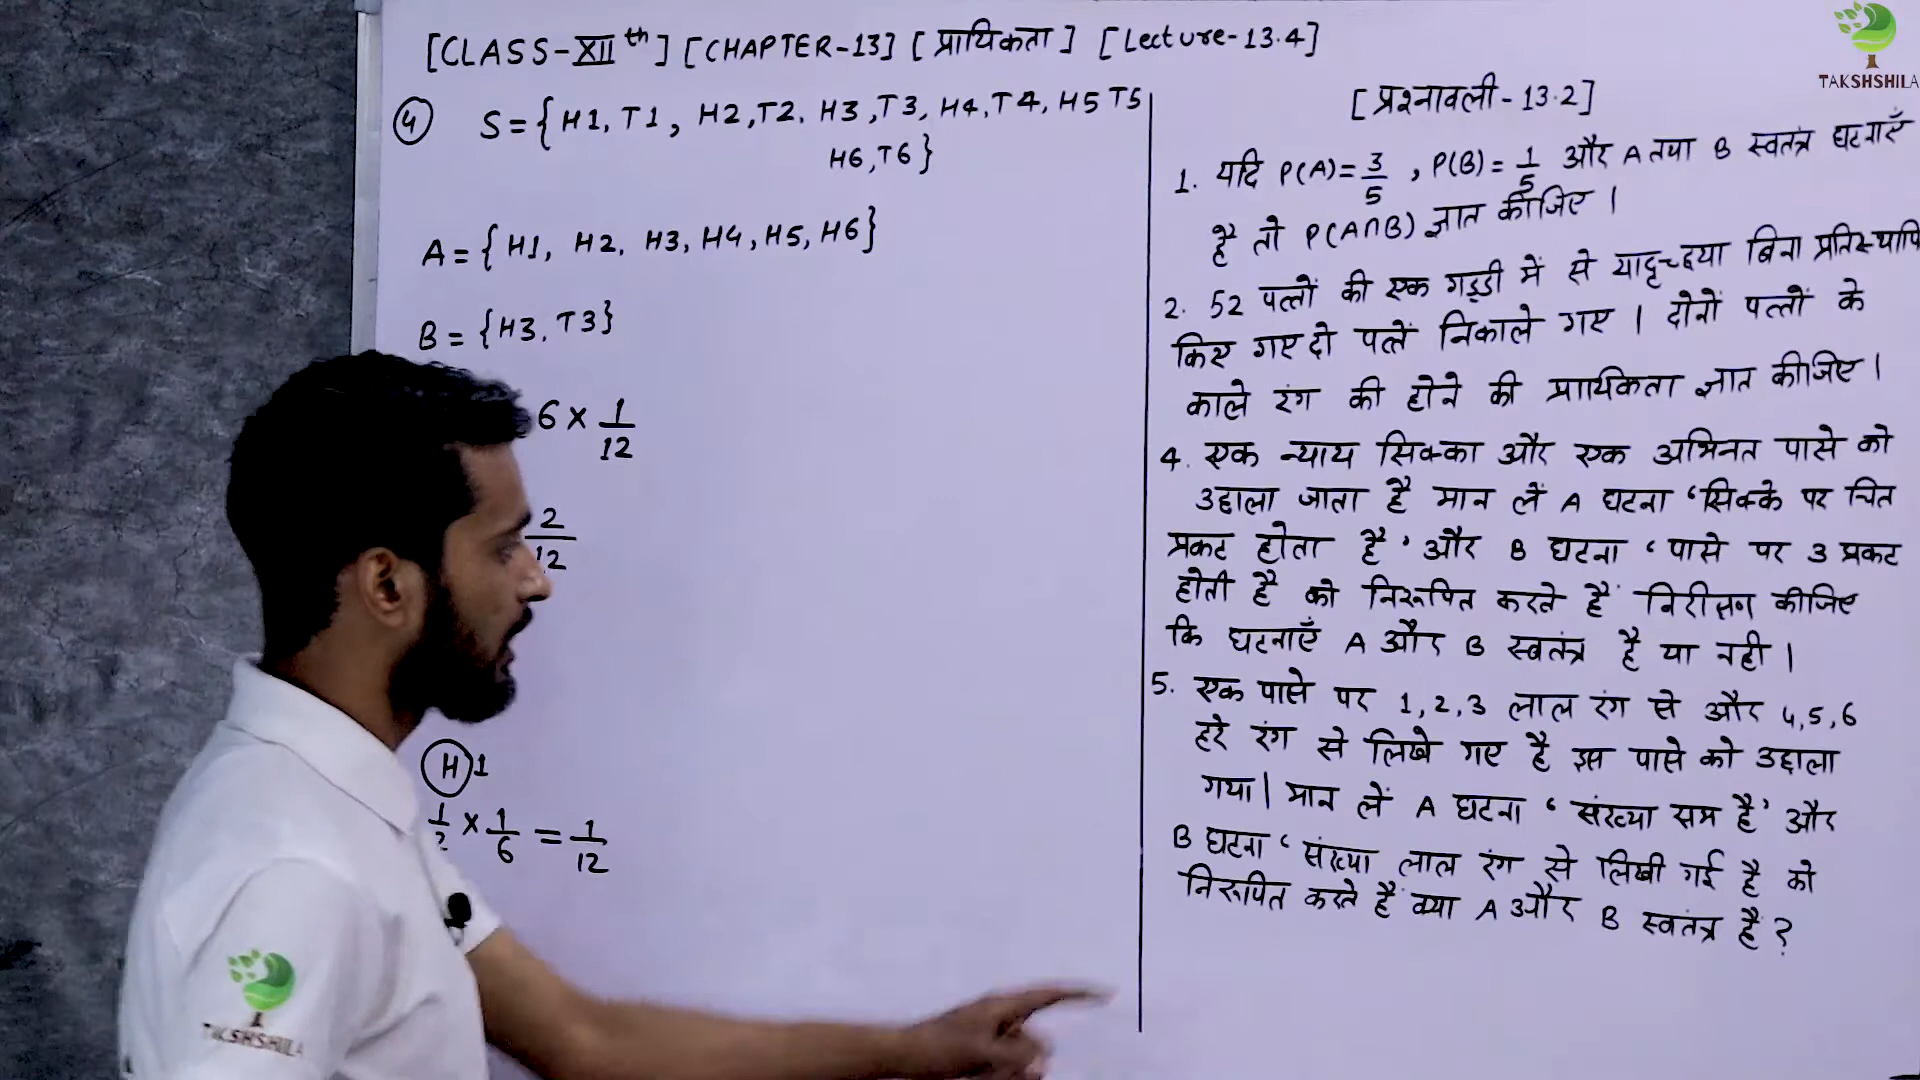 [CLASS-XIIth] [CHAPTER-13] [प्रायिकता] [Lecture-13.4]
TAKSHSHILA
④ S={H1, T1, H2,T2, H3,T3, H4,T4, H5 T5
H6,T6}
A={H1, H2, H3, H4, H5, H6}
B={H3, T3}
6 × 1/12
2/12
H1
1/2 × 1/6 = 1/12
[प्रश्नावली-13.2]
1. यदि P(A)=3/5, P(B)=1/5 और A तथा B स्वतंत्र घटनाएँ
है तो P(A∩B) ज्ञात कीजिए।
2. 52 पत्तों की एक गड्डी में से यादृच्छया बिना
किए गए दो पत्तें निकाले गए। दोनों पत्तों के
काले रंग की होने की प्रायिकता ज्ञात कीजिए।
4. एक न्याय सिक्का और एक अभिनत पासे को
उछाला जाता है मान लें A घटना 'सिक्के पर चित
प्रकट होता है' और B घटना 'पासे पर 3 प्रकट
होती है को निरूपित करते हैं निरीक्षण कीजिए
कि घटनाएँ A और B स्वतंत्र है या नही।
5. एक पासे पर 1,2,3 लाल रंग से और 4,5,6
हरे रंग से लिखे गए है इस पासे को उछाला
गया। मान लें A घटना 'संख्या सम है' और
B घटना 'संख्या लाल रंग से लिखी गई है को
निरूपित करते हैं क्या A और B स्वतंत्र है?
TAKSHSHILA